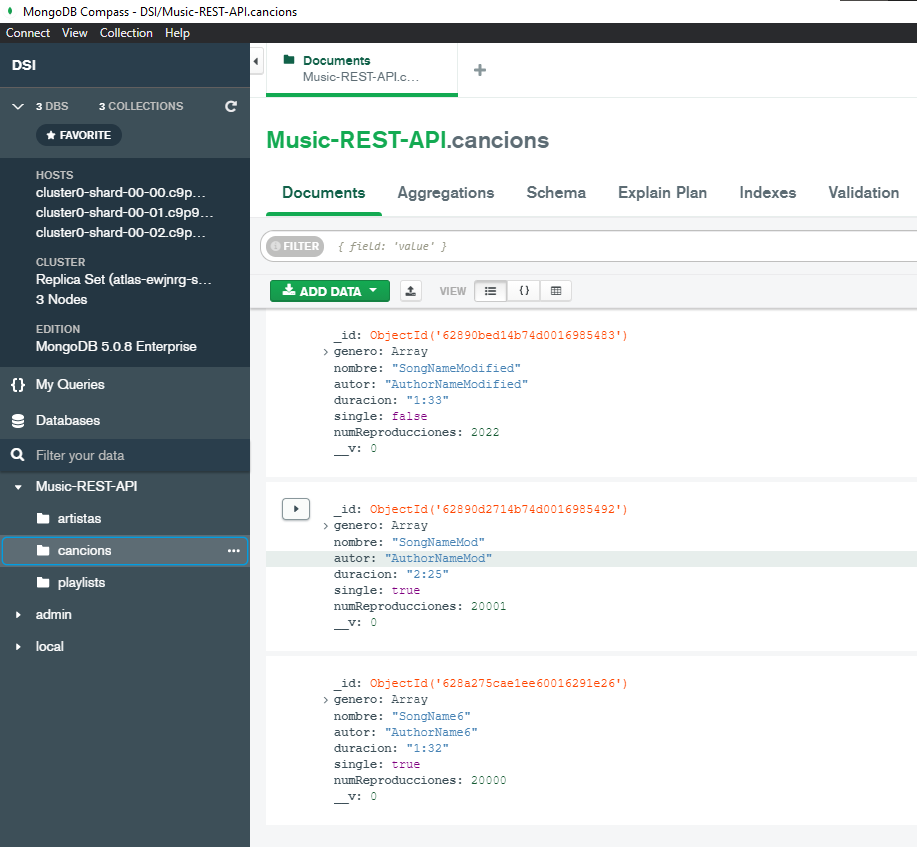 MongoDB Compass - DSI/Music-REST-API.cancions
Connect View Collection Help
DSI
3 DBS 3 COLLECTIONS
FAVORITE
HOSTS
cluster0-shard-00-00.c9p...
cluster0-shard-00-01.c9p9...
cluster0-shard-00-02.c9p...
CLUSTER
Replica Set (atlas-ewjnrg-s...
3 Nodes
EDITION
MongoDB 5.0.8 Enterprise
My Queries
Databases
Filter your data
Music-REST-API
artistas
cancions
playlists
admin
local
Documents
Music-REST-API.c...
Music-REST-API.cancions
Documents Aggregations Schema Explain Plan Indexes Validation
FILTER { field: 'value' }
ADD DATA VIEW {}
_id: ObjectId('62890bed14b74d0016985483')
genero: Array
nombre: "SongNameModified"
autor: "AuthorNameModified"
duracion: "1:33"
single: false
numReproducciones: 2022
__v: 0
_id: ObjectId('62890d2714b74d0016985492')
genero: Array
nombre: "SongNameMod"
autor: "AuthorNameMod"
duracion: "2:25"
single: true
numReproducciones: 20001
__v: 0
_id: ObjectId('628a275cae1ee60016291e26')
genero: Array
nombre: "SongName6"
autor: "AuthorName6"
duracion: "1:32"
single: true
numReproducciones: 20000
__v: 0